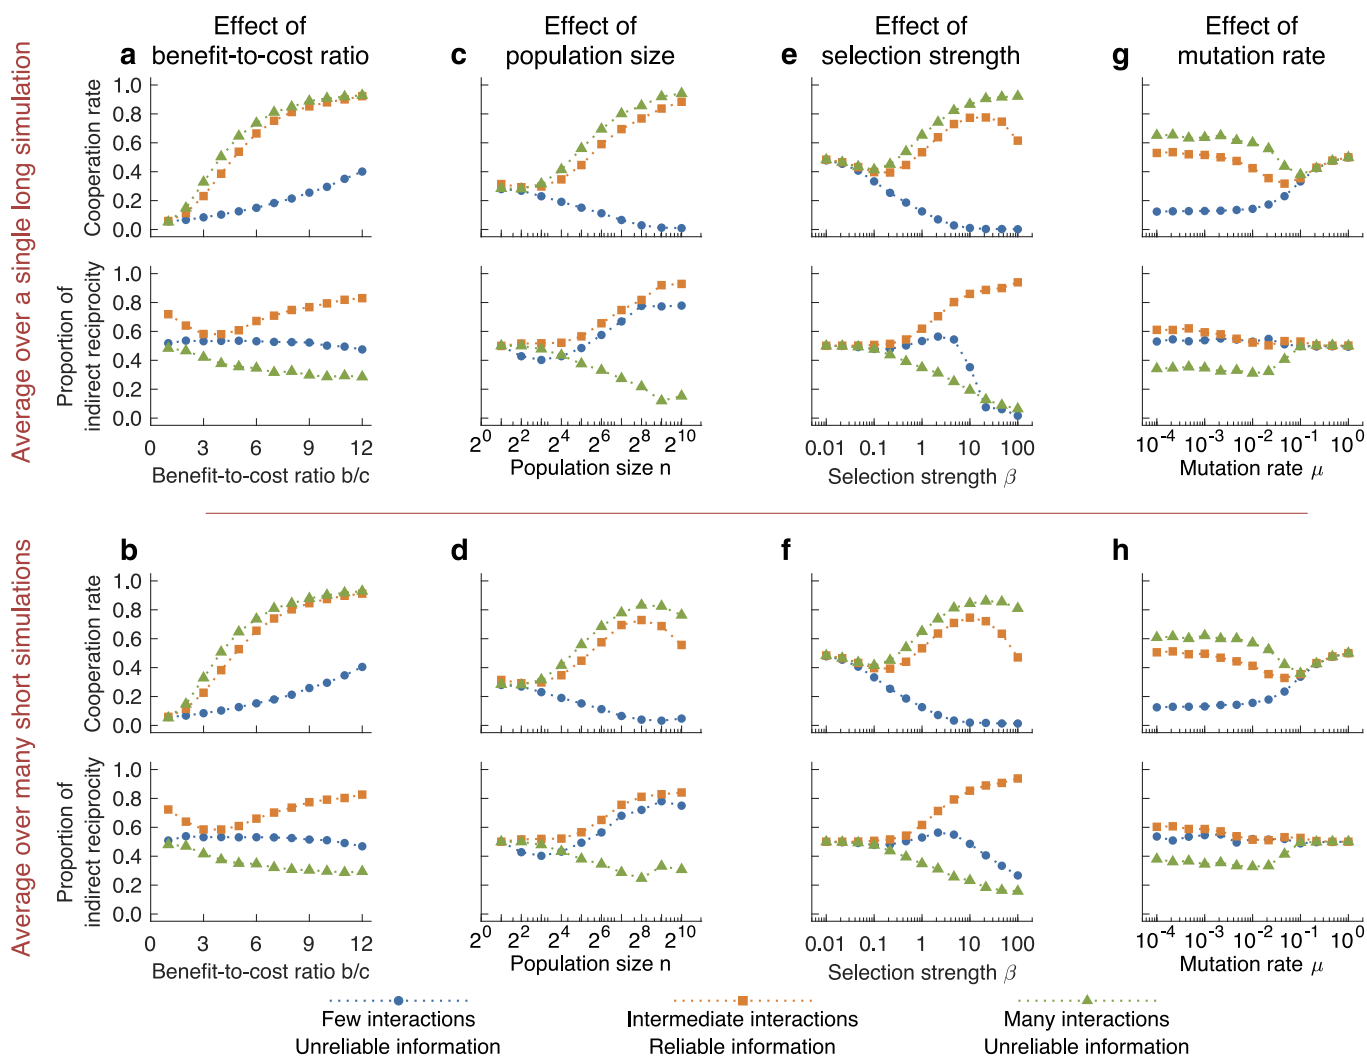 Effect of
benefit-to-cost ratio
Effect of
population size
Effect of
selection strength
Effect of
mutation rate
Average over a single long simulation
a
c
e
g
Cooperation rate
1.0
0.8
0.6
0.4
0.2
0.0
Proportion of
indirect reciprocity
1.0
0.8
0.6
0.4
0.2
0.0
0 3 6 9 12
Benefit-to-cost ratio b/c
2^0 2^2 2^4 2^6 2^8 2^10
Population size n
0.01 0.1 1 10 100
Selection strength β
10^-4 10^-3 10^-2 10^-1 10^0
Mutation rate μ
Average over many short simulations
b
d
f
h
Cooperation rate
1.0
0.8
0.6
0.4
0.2
0.0
Proportion of
indirect reciprocity
1.0
0.8
0.6
0.4
0.2
0.0
0 3 6 9 12
Benefit-to-cost ratio b/c
2^0 2^2 2^4 2^6 2^8 2^10
Population size n
0.01 0.1 1 10 100
Selection strength β
10^-4 10^-3 10^-2 10^-1 10^0
Mutation rate μ
Few interactions
Unreliable information
Intermediate interactions
Reliable information
Many interactions
Unreliable information